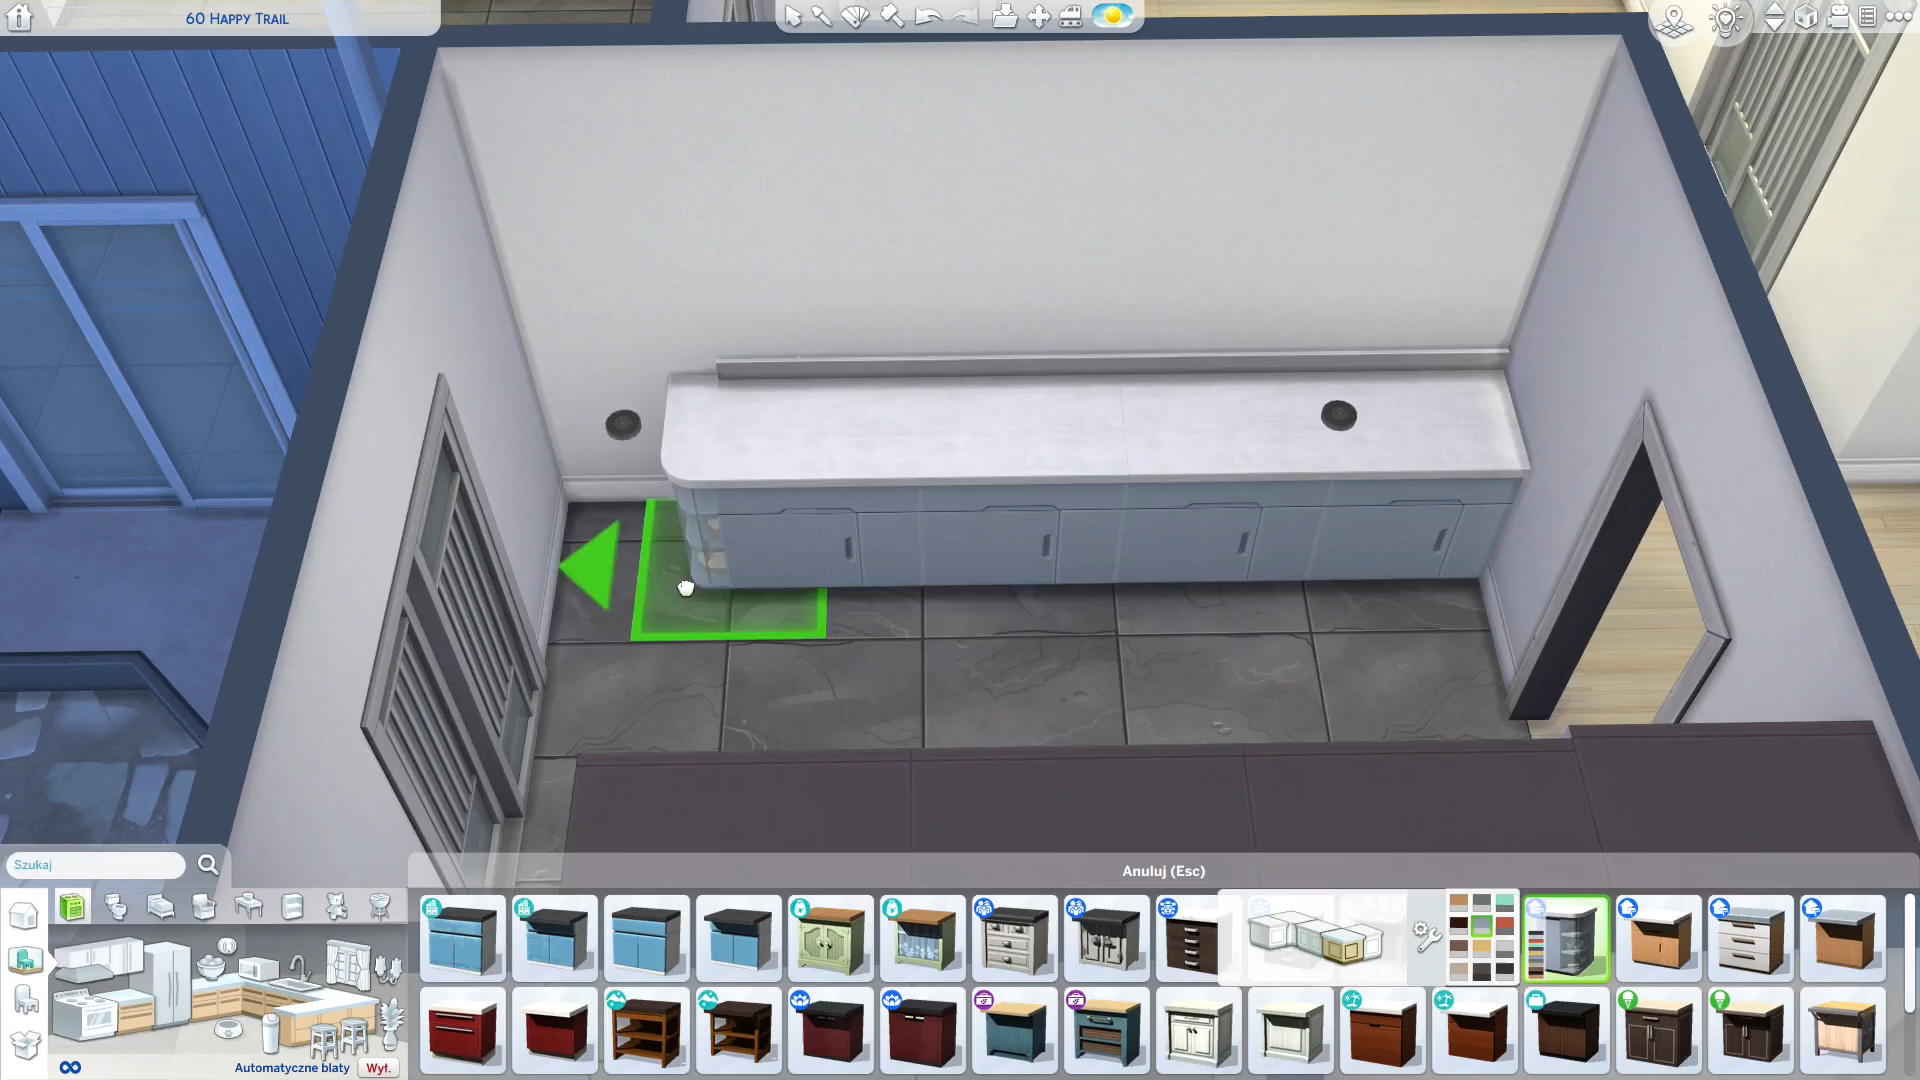 60 HAPPY TRAIL
Szukaj
Anuluj (Esc)
Automatyczne blaty
Wył.